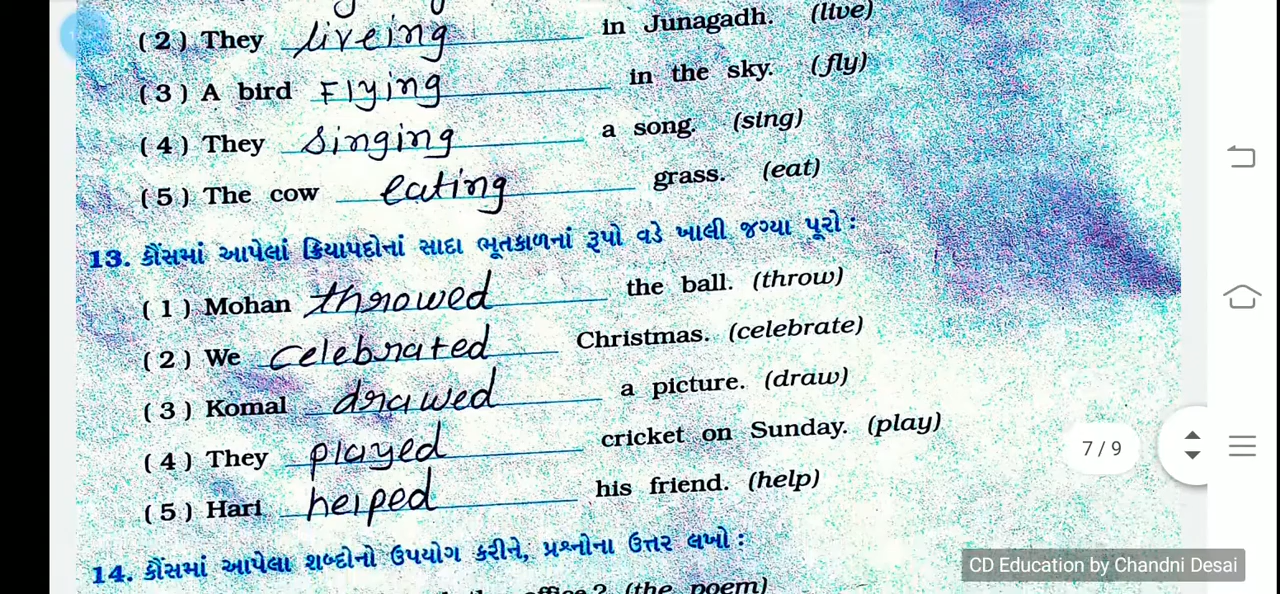 (2) They liveing in Junagadh. (live)
(3) A bird Flying in the sky. (fly)
(4) They singing a song. (sing)
(5) The cow eating grass. (eat)
13. કૌંસમાં આપેલાં ક્રિયાપદોનાં સાદા ભૂતકાળનાં રૂપો વડે ખાલી જગ્યા પૂરો :
(1) Mohan throwed the ball. (throw)
(2) We celebrated Christmas. (celebrate)
(3) Komal drawed a picture. (draw)
(4) They played cricket on Sunday. (play)
(5) Hari helped his friend. (help)
14. કૌંસમાં આપેલા શબ્દોનો ઉપયોગ કરીને, પ્રશ્નોના ઉત્તર લખો :
office? (the poem)
7/9
CD Education by Chandni Desai